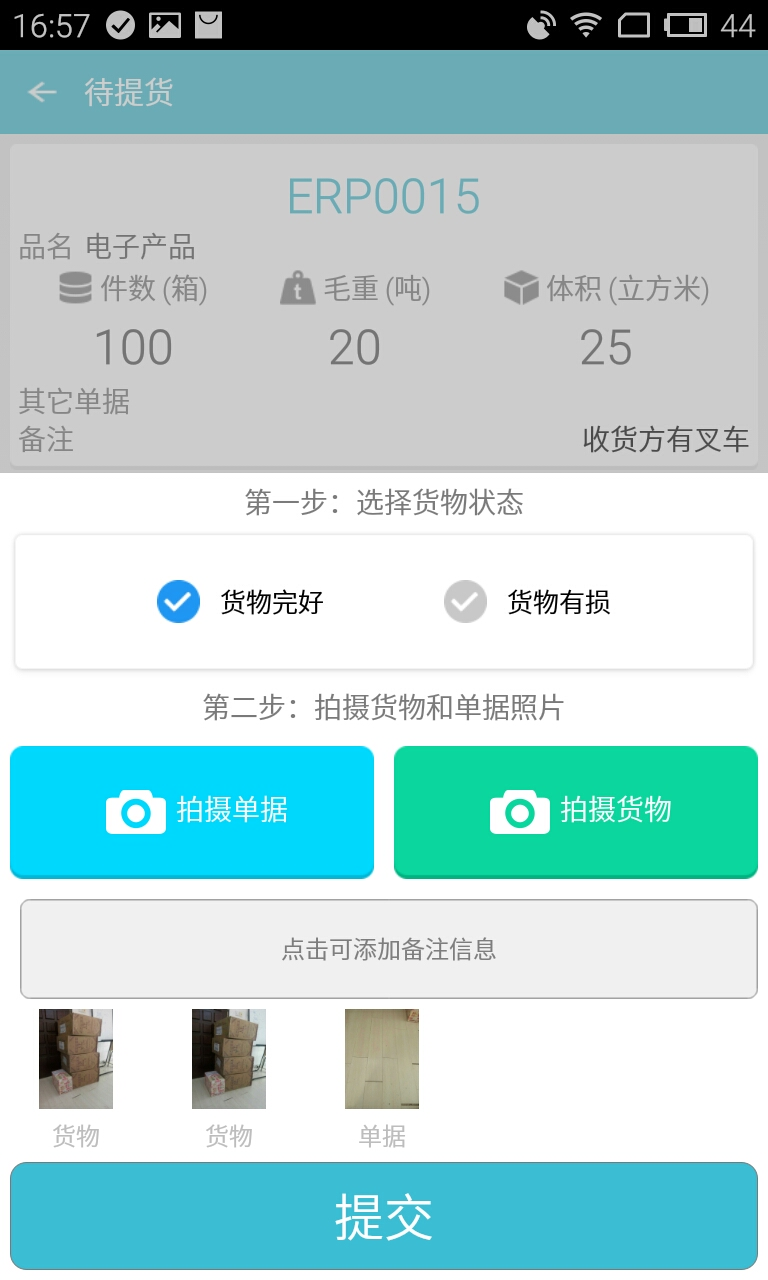 16:57 44
待提货
ERP0015
品名 电子产品
件数 (箱) 毛重 (吨) 体积 (立方米)
100 20 25
其它单据
备注 收货方有叉车
第一步：选择货物状态
货物完好 货物有损
第二步：拍摄货物和单据照片
拍摄单据 拍摄货物
点击可添加备注信息
货物 货物 单据
提交